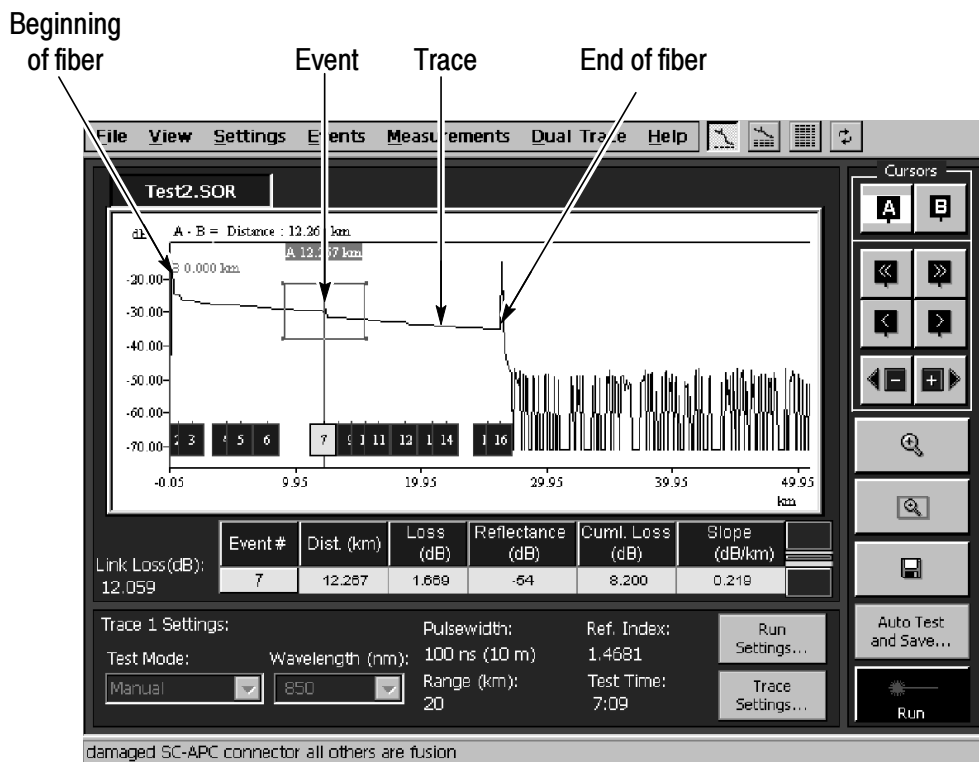 Beginning
of fiber
Event
Trace
End of fiber
File View Settings Events Measurements Dual Trace Help
Cursors
Test2.SOR
A B
A - B = Distance : 12.267 km
A 12.267 km
B 0.000 km
-20.00
-30.00
-40.00
-50.00
-60.00
-70.00
2 3 4 5 6 7 9 1 11 12 1 14 1 16
-0.05 9.95 19.95 29.95 39.95 49.95
km
Link Loss(dB):
12.059
Event # Dist. (km) Loss (dB) Reflectance (dB) Cuml. Loss (dB) Slope (dB/km)
7 12.267 1.669 -54 8.200 0.219
Trace 1 Settings:
Test Mode:
Manual
Wavelength (nm):
850
Pulsewidth:
100 ns (10 m)
Range (km):
20
Ref. Index:
1.4681
Test Time:
7:09
Run
Settings...
Trace
Settings...
Auto Test
and Save...
Run
damaged SC-APC connector all others are fusion